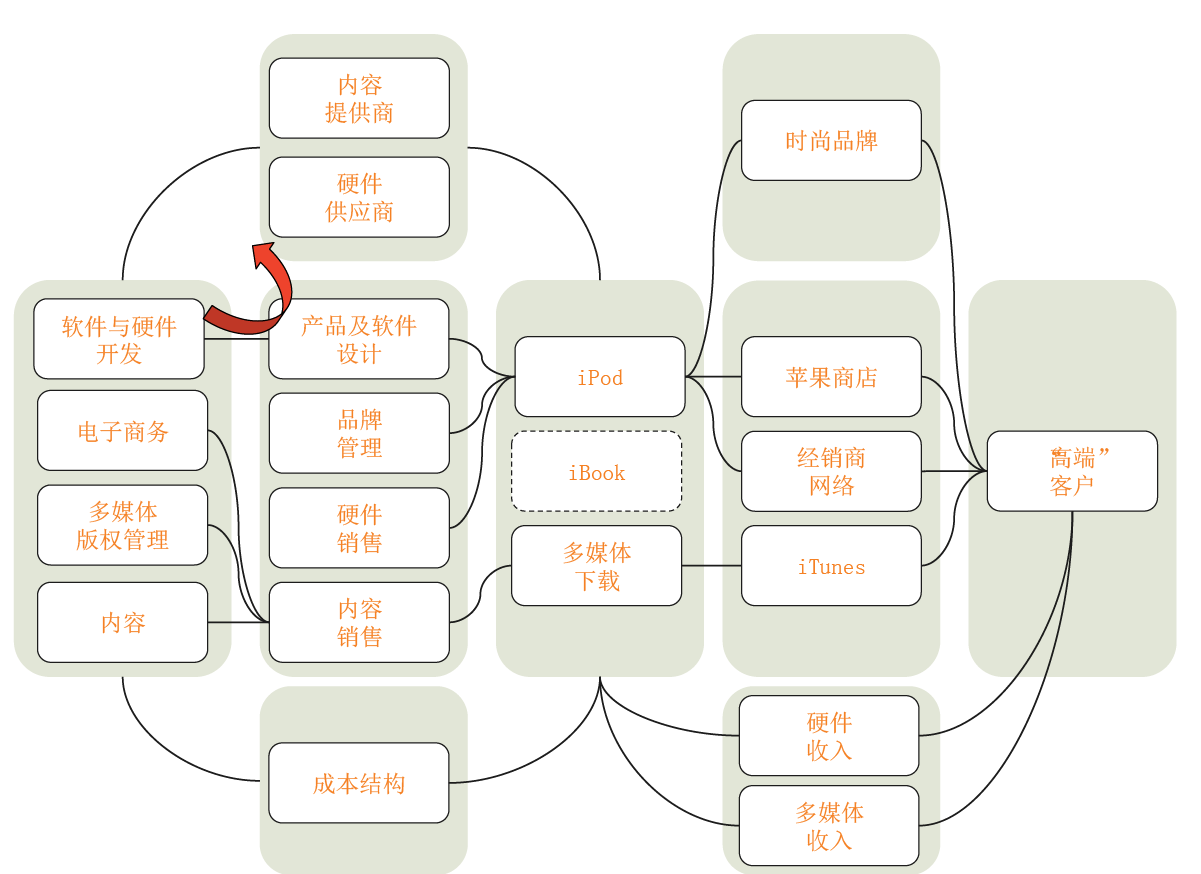 内容
提供商
硬件
供应商
时尚品牌
软件与硬件
开发
电子商务
多媒体
版权管理
内容
产品及软件
设计
品牌
管理
硬件
销售
内容
销售
iPod
iBook
多媒体
下载
苹果商店
经销商
网络
iTunes
“高端”
客户
成本结构
硬件
收入
多媒体
收入